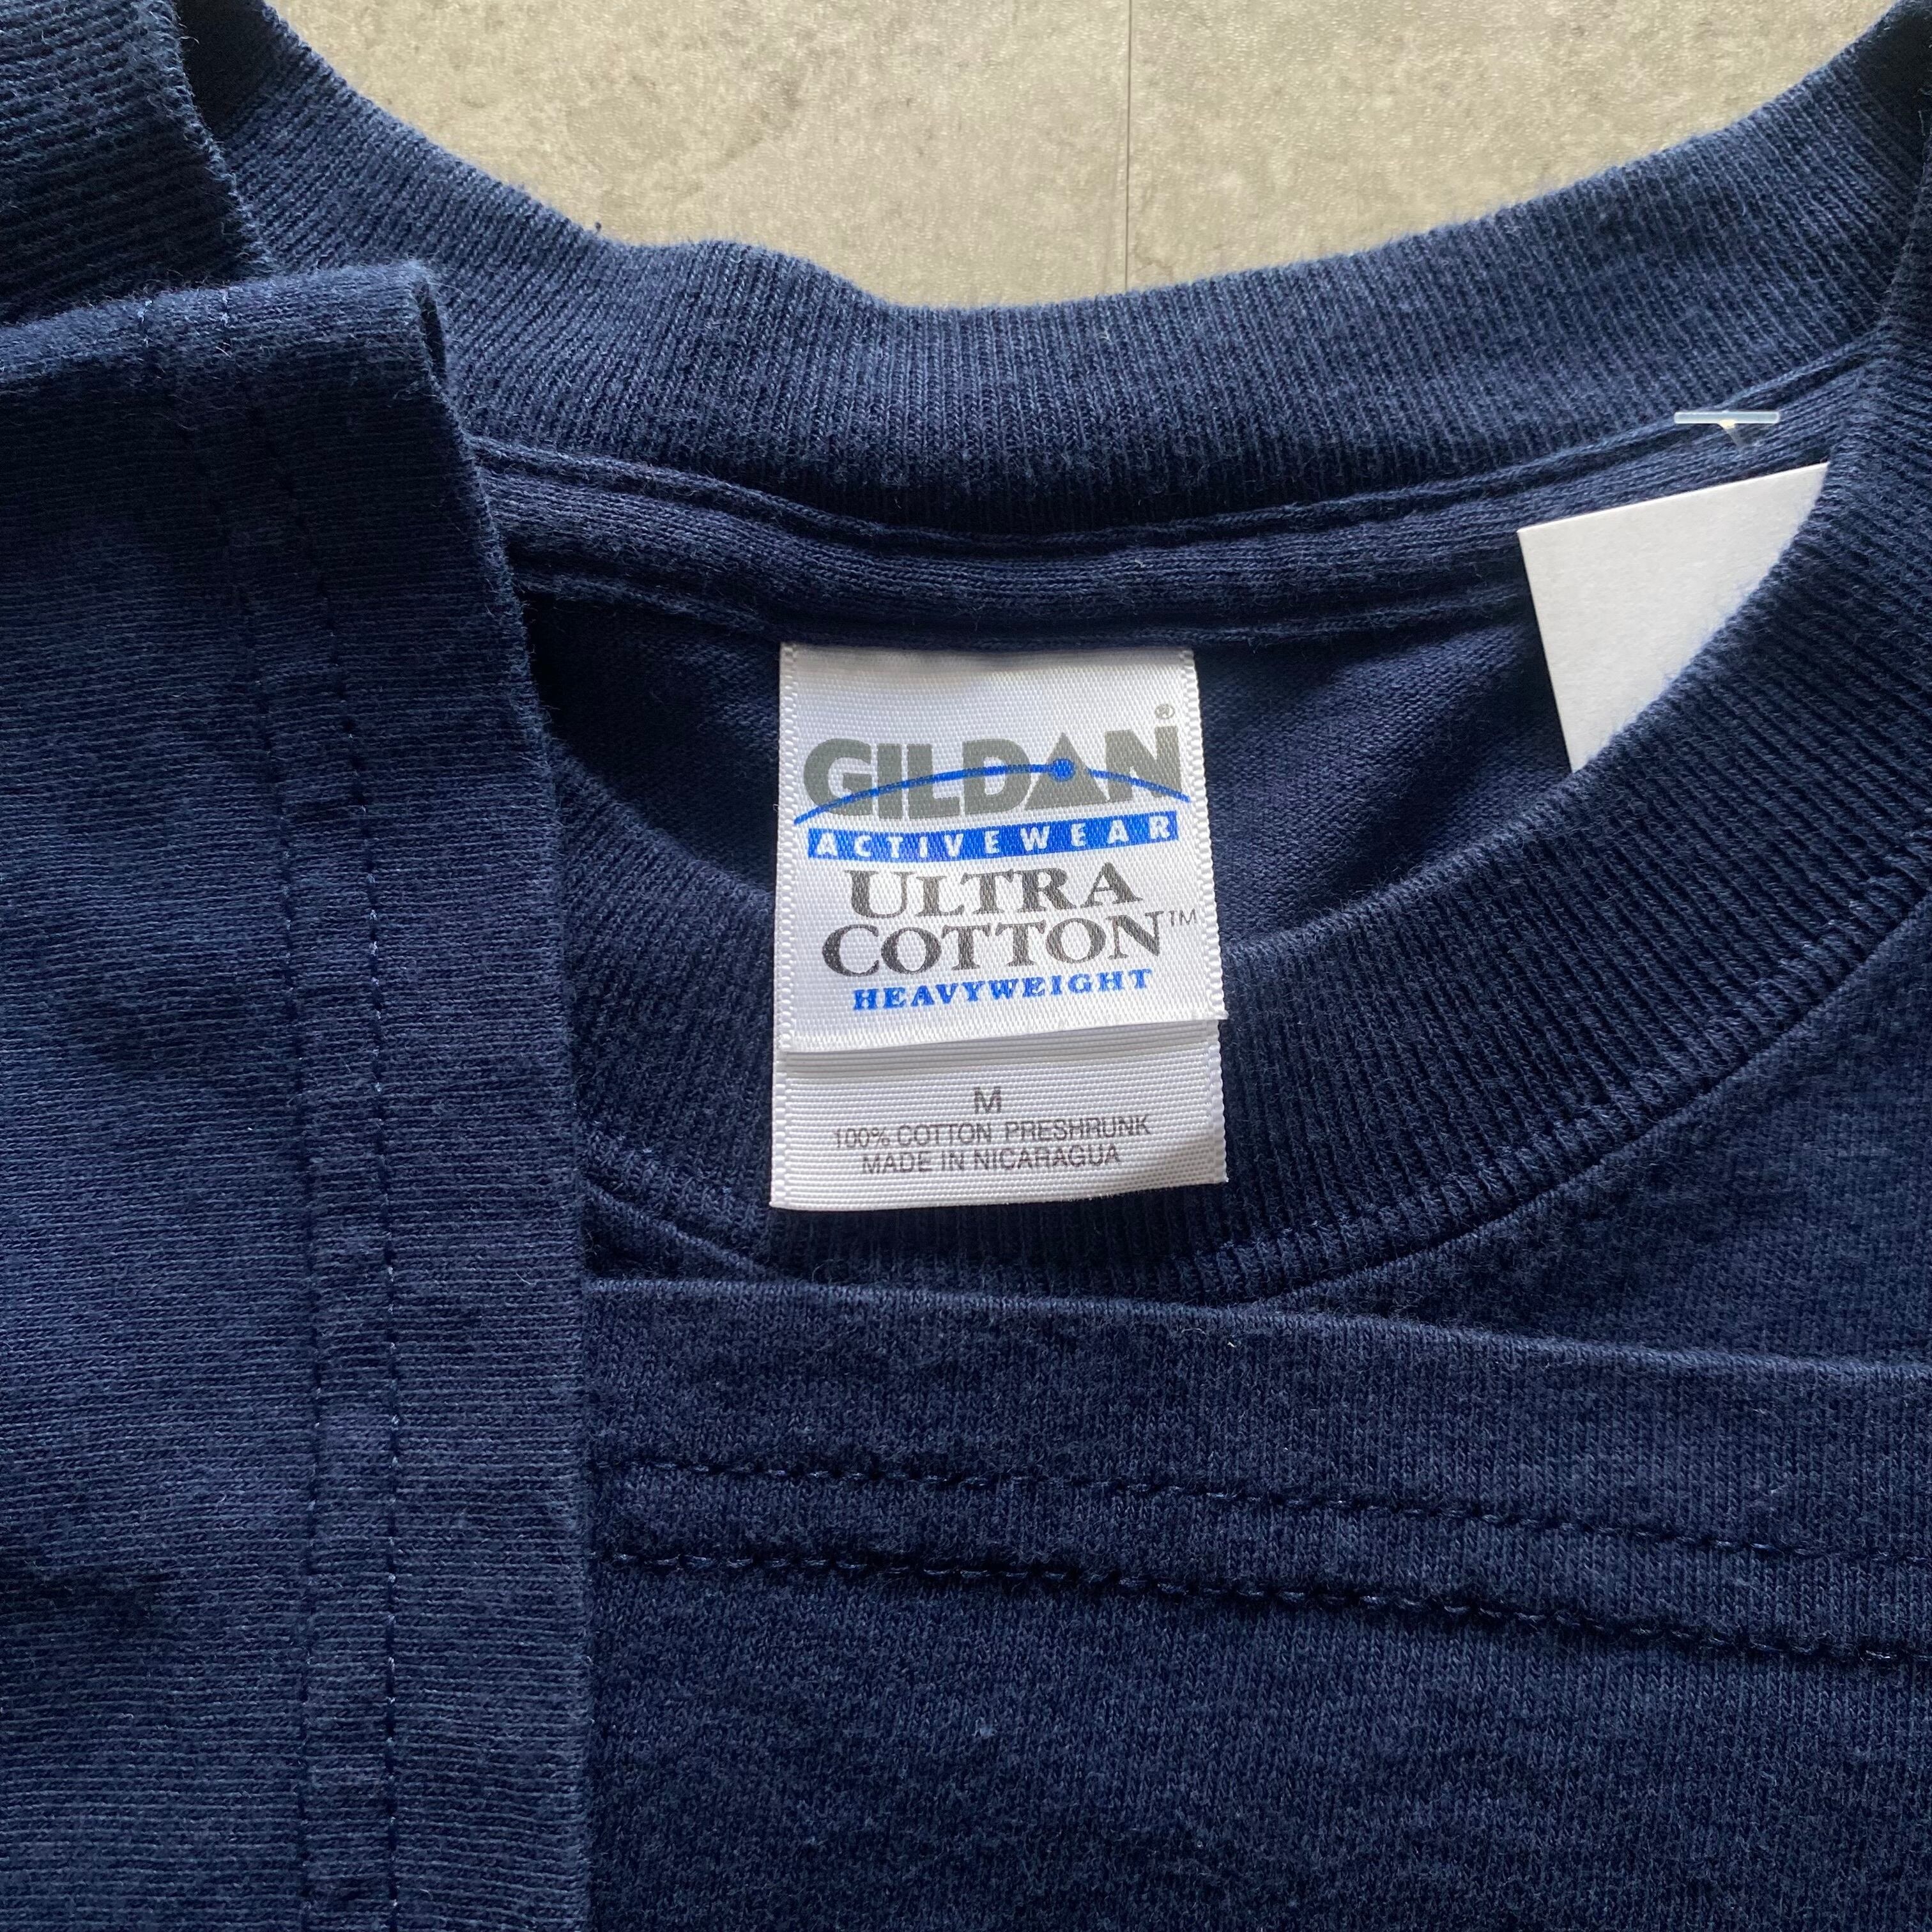 GILDAN®
ACTIVEWEAR
ULTRA
COTTON™
HEAVYWEIGHT
M
100% COTTON PRESHRUNK
MADE IN NICARAGUA